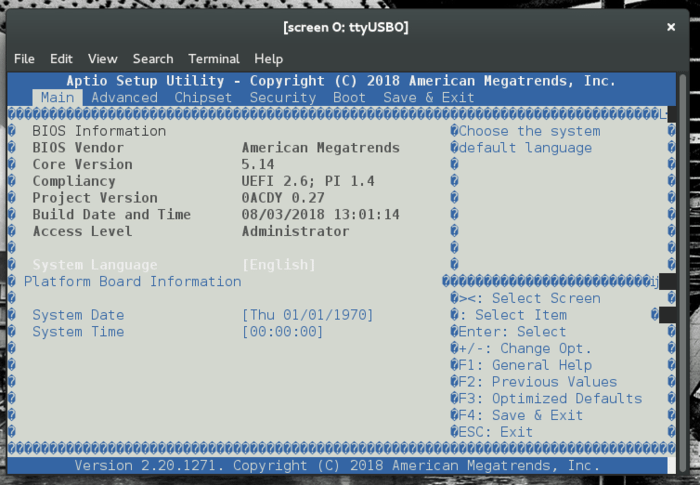 [screen 0: ttyUSB0]
File Edit View Search Terminal Help
Aptio Setup Utility - Copyright (C) 2018 American Megatrends, Inc.
Main Advanced Chipset Security Boot Save & Exit
BIOS Information
Choose the system
BIOS Vendor American Megatrends
default language
Core Version 5.14
Compliancy UEFI 2.6; PI 1.4
Project Version 0ACDY 0.27
Build Date and Time 08/03/2018 13:01:14
Access Level Administrator
System Language [English]
Platform Board Information
><: Select Screen
System Date [Thu 01/01/1970]
: Select Item
System Time [00:00:00]
Enter: Select
+/-: Change Opt.
F1: General Help
F2: Previous Values
F3: Optimized Defaults
F4: Save & Exit
ESC: Exit
Version 2.20.1271. Copyright (C) 2018 American Megatrends, Inc.